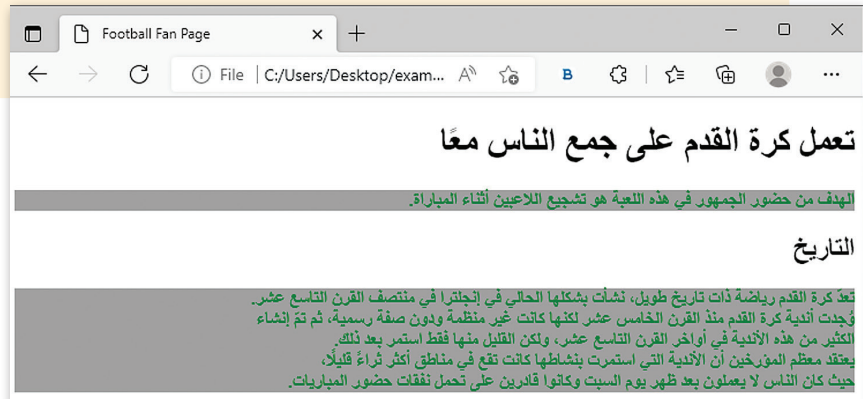 Football Fan Page
File C:/Users/Desktop/exam...
تعمل كرة القدم على جمع الناس معًا
الهدف من حضور الجمهور في هذه اللعبة هو تشجيع اللاعبين أثناء المباراة.
التاريخ
تعدّ كرة القدم رياضة ذات تاريخ طويل، نشأت بشكلها الحالي في إنجلترا في منتصف القرن التاسع عشر.
وُجدت أندية كرة القدم منذ القرن الخامس عشر لكنها كانت غير منظمة ودون صفة رسمية، ثم تمّ إنشاء
الكثير من هذه الأندية في أواخر القرن التاسع عشر، ولكن القليل منها فقط استمر بعد ذلك.
يعتقد معظم المؤرخين أن الأندية التي استمرت بنشاطها كانت تقع في مناطق أكثر ثراءً قليلًا،
حيث كان الناس لا يعملون بعد ظهر يوم السبت وكانوا قادرين على تحمل نفقات حضور المباريات.